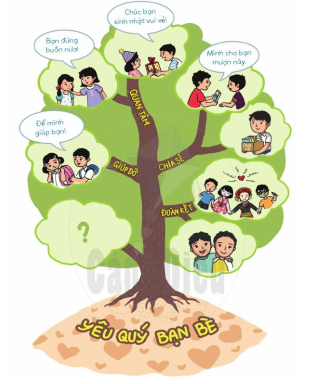 Chúc bạn
sinh nhật vui vẻ!
Bạn đừng
buồn nữa!
Mình cho bạn
mượn này.
Để mình
giúp bạn!
QUAN TÂM
GIÚP ĐỠ
CHIA SẺ
ĐOÀN KẾT
?
YÊU QUÝ BẠN BÈ